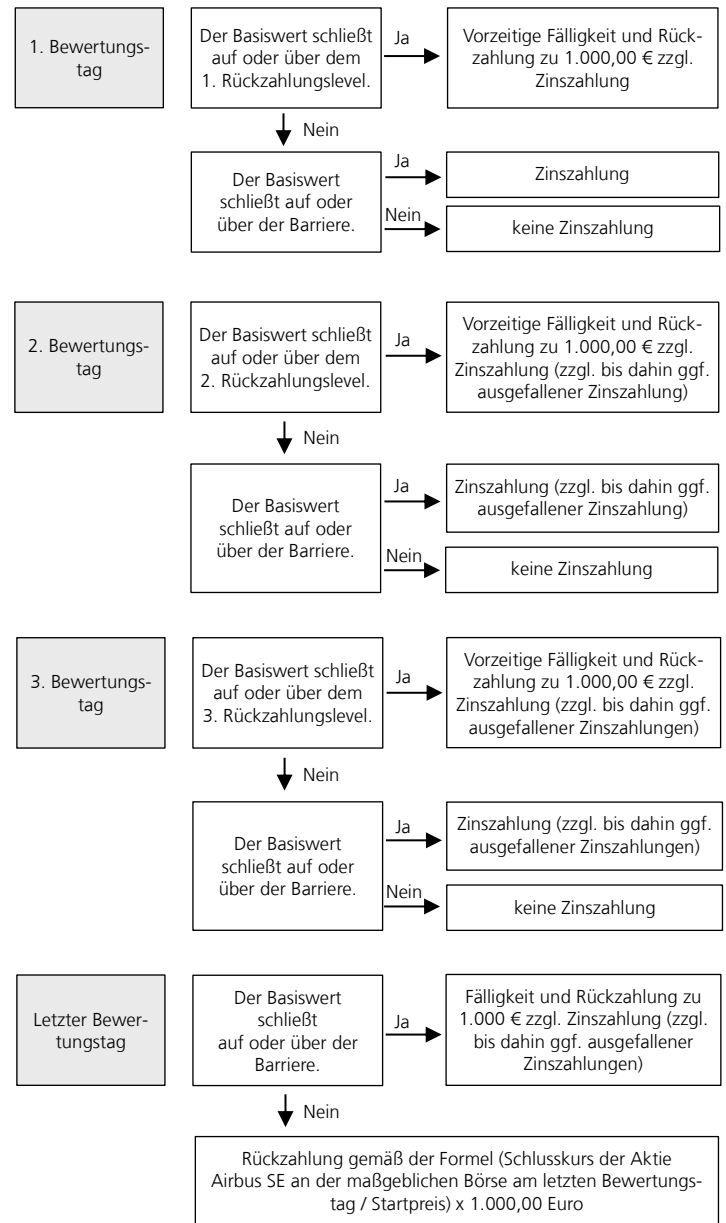 1. Bewertungs-
tag
Der Basiswert schließt
auf oder über dem
1. Rückzahlungslevel.
Ja
Vorzeitige Fälligkeit und Rück-
zahlung zu 1.000,00 € zzgl.
Zinszahlung
Nein
Der Basiswert
schließt auf oder
über der Barriere.
Ja
Zinszahlung
Nein
keine Zinszahlung
2. Bewertungs-
tag
Der Basiswert schließt
auf oder über dem
2. Rückzahlungslevel.
Ja
Vorzeitige Fälligkeit und Rück-
zahlung zu 1.000,00 € zzgl.
Zinszahlung (zzgl. bis dahin ggf.
ausgefallener Zinszahlung)
Nein
Der Basiswert
schließt auf oder
über der Barriere.
Ja
Zinszahlung (zzgl. bis dahin ggf.
ausgefallener Zinszahlung)
Nein
keine Zinszahlung
3. Bewertungs-
tag
Der Basiswert schließt
auf oder über dem
3. Rückzahlungslevel.
Ja
Vorzeitige Fälligkeit und Rück-
zahlung zu 1.000,00 € zzgl.
Zinszahlung (zzgl. bis dahin ggf.
ausgefallener Zinszahlungen)
Nein
Der Basiswert
schließt auf oder
über der Barriere.
Ja
Zinszahlung (zzgl. bis dahin ggf.
ausgefallener Zinszahlungen)
Nein
keine Zinszahlung
Letzter Bewer-
tungstag
Der Basiswert
schließt
auf oder über der
Barriere.
Ja
Fälligkeit und Rückzahlung zu
1.000 € zzgl. Zinszahlung (zzgl.
bis dahin ggf. ausgefallener
Zinszahlungen)
Nein
Rückzahlung gemäß der Formel (Schlusskurs der Aktie
Airbus SE an der maßgeblichen Börse am letzten Bewertungs-
tag / Startpreis) x 1.000,00 Euro